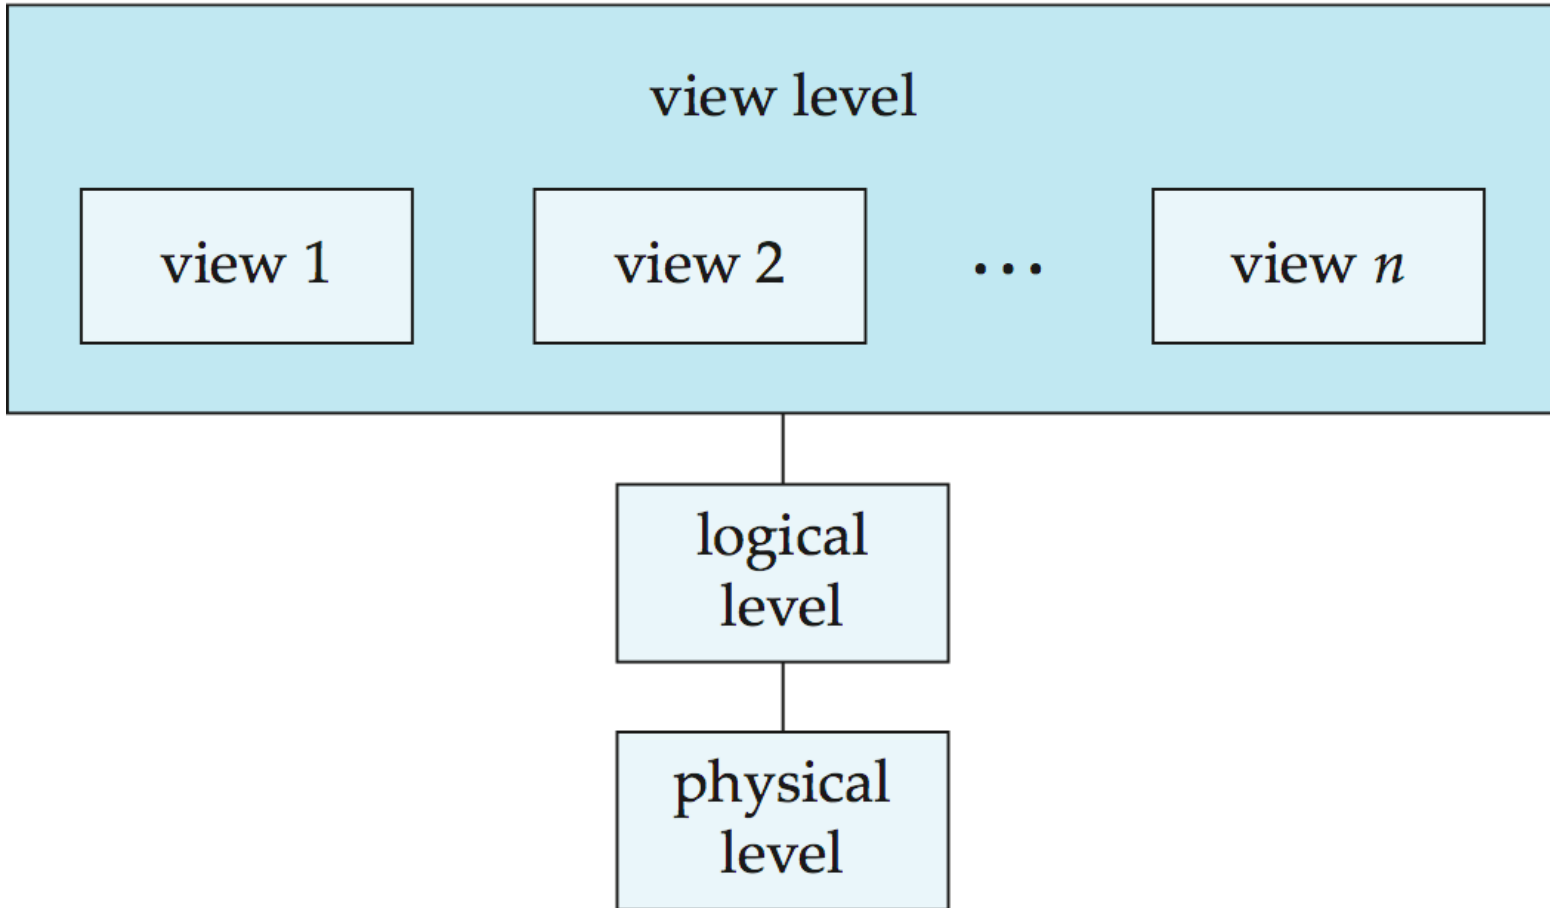 view level
view 1
view 2
...
view n
logical
level
physical
level